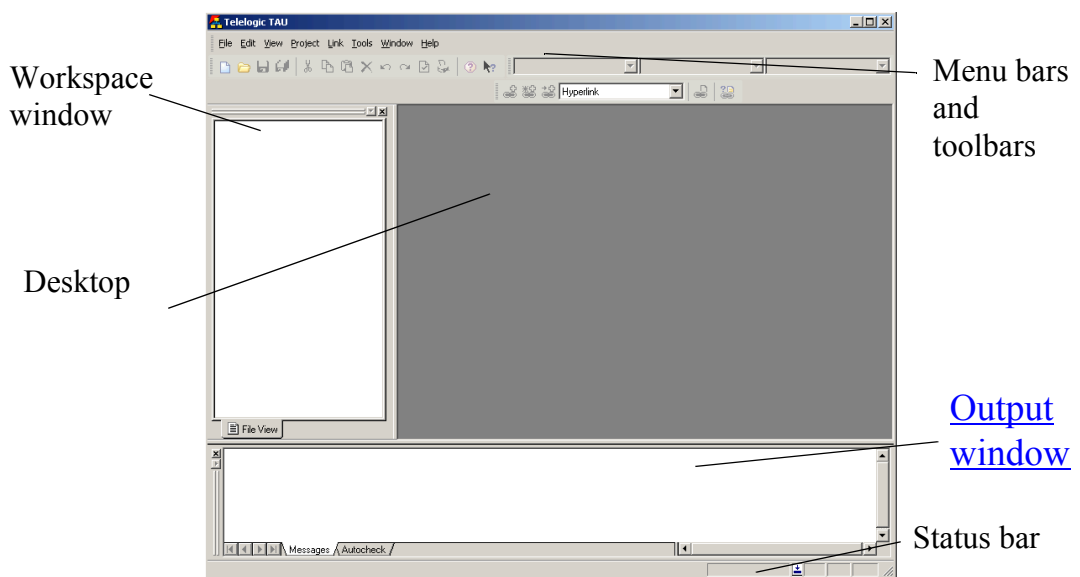 Telelogic TAU
File Edit View Project Link Tools Window Help
Hyperlink
Workspace
window
Menu bars
and
toolbars
Desktop
File View
Output
window
Messages Autocheck
Status bar